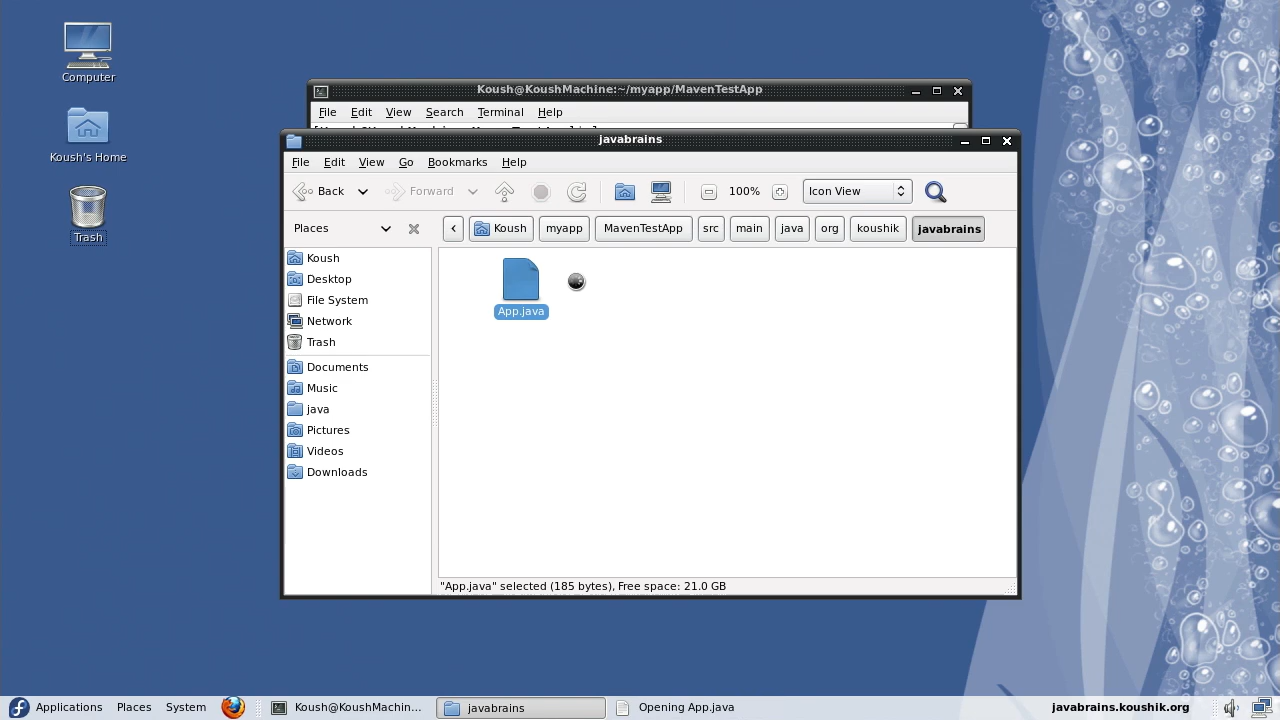 Computer
Koush's Home
Trash
Koush@KoushMachine:~/myapp/MavenTestApp
File Edit View Search Terminal Help
javabrains
File Edit View Go Bookmarks Help
Back Forward 100% Icon View
Places Koush myapp MavenTestApp src main java org koushik javabrains
Koush
Desktop
File System
Network
Trash
Documents
Music
java
Pictures
Videos
Downloads
App.java
"App.java" selected (185 bytes), Free space: 21.0 GB
Applications Places System Koush@KoushMachin... javabrains Opening App.java javabrains.koushik.org